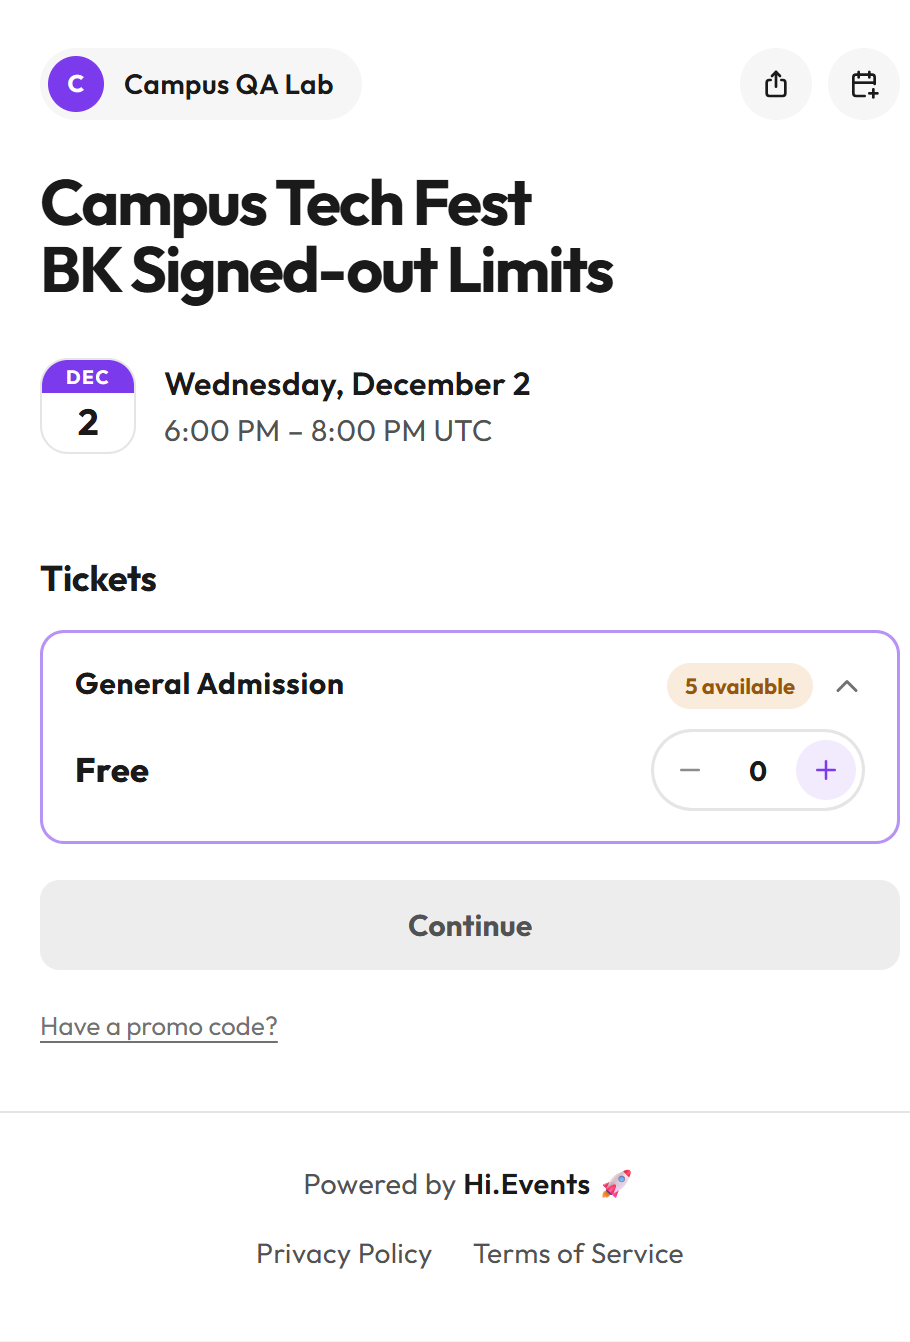 C
Campus QA Lab
Campus Tech Fest
BK Signed-out Limits
DEC
2
Wednesday, December 2
6:00 PM – 8:00 PM UTC
Tickets
General Admission
5 available
Free
0
Continue
Have a promo code?
Powered by Hi.Events 🚀
Privacy Policy Terms of Service